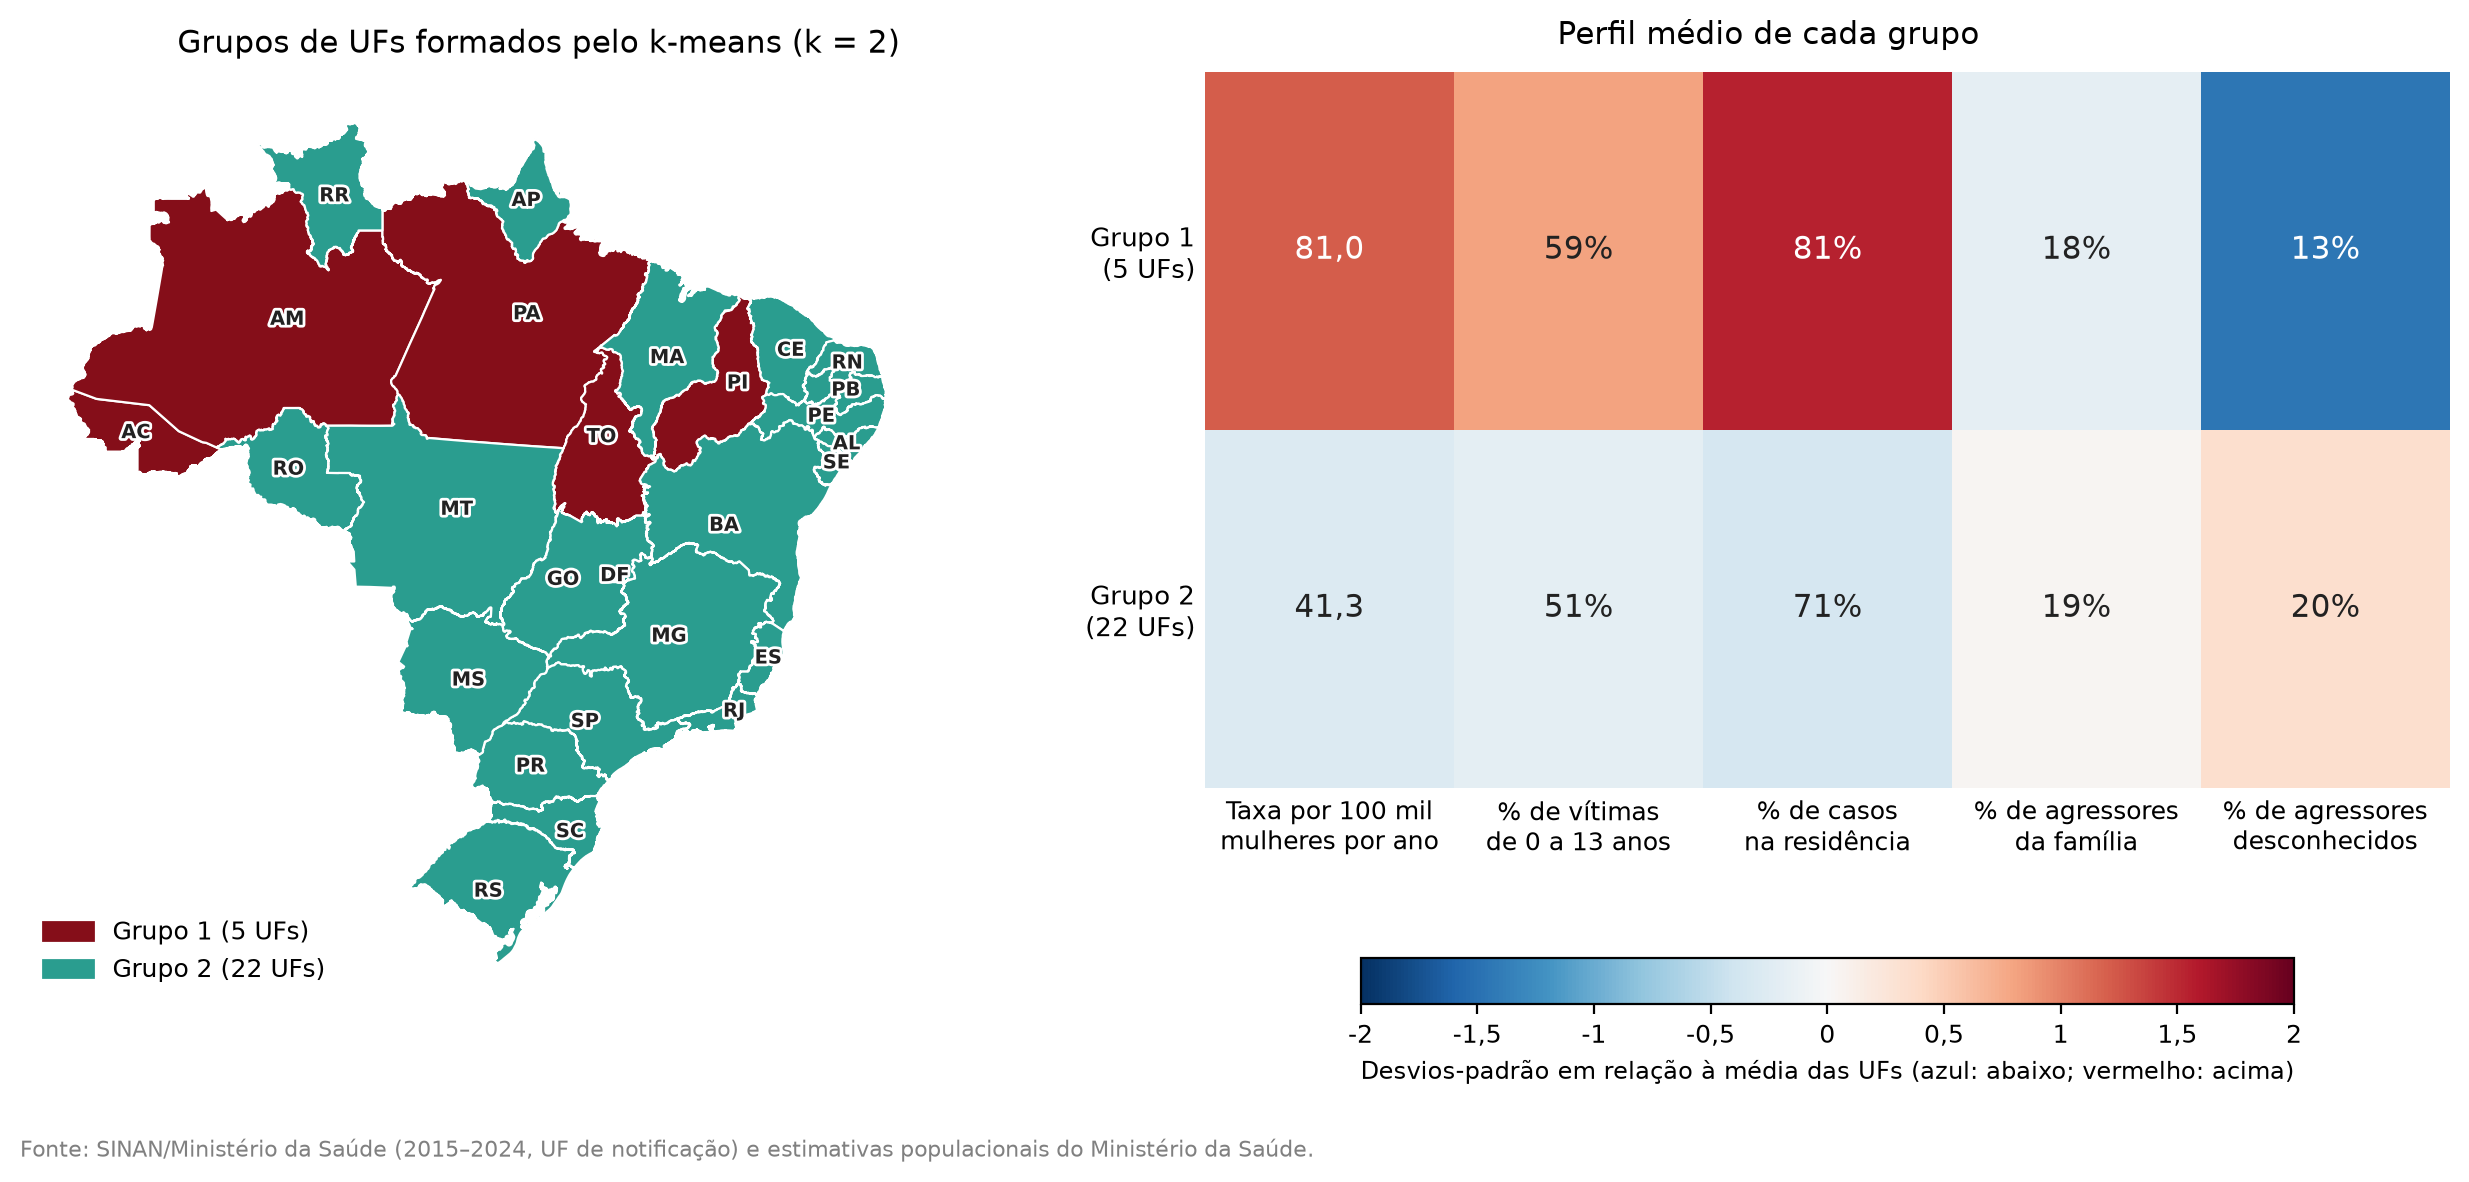 Grupos de UFs formados pelo k-means (k = 2)
RR
AP
AM
PA
MA
CE
RN
PI
PB
PE
TO
AC
AL
SE
RO
MT
BA
GO
DF
MG
ES
MS
RJ
SP
PR
SC
RS
Grupo 1 (5 UFs)
Grupo 2 (22 UFs)
Perfil médio de cada grupo
Grupo 1
(5 UFs)
81,0
59%
81%
18%
13%
Grupo 2
(22 UFs)
41,3
51%
71%
19%
20%
Taxa por 100 mil
mulheres por ano
% de vítimas
de 0 a 13 anos
% de casos
na residência
% de agressores
da família
% de agressores
desconhecidos
-2
-1,5
-1
-0,5
0
0,5
1
1,5
2
Desvios-padrão em relação à média das UFs (azul: abaixo; vermelho: acima)
Fonte: SINAN/Ministério da Saúde (2015–2024, UF de notificação) e estimativas populacionais do Ministério da Saúde.